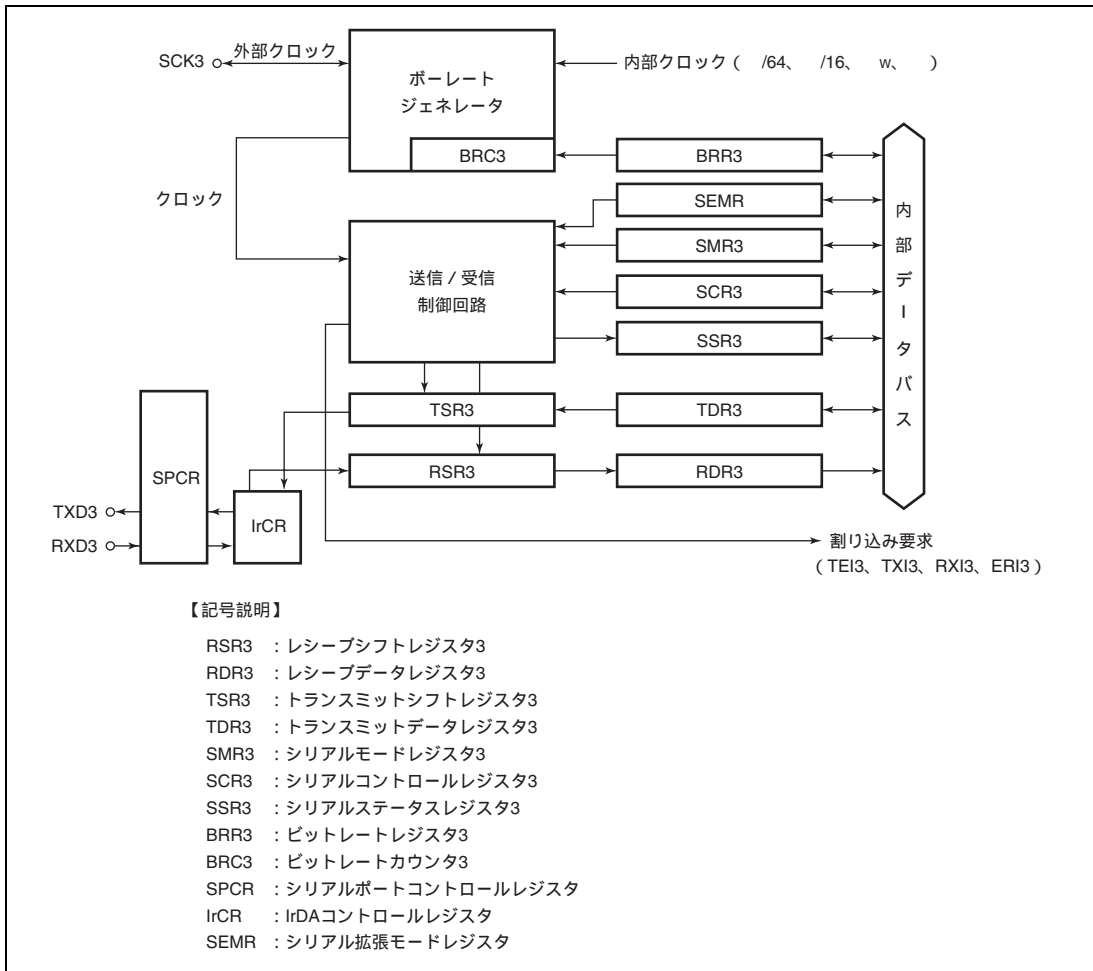 SCK3
外部クロック
ボーレート
ジェネレータ
内部クロック( /64、 /16、 w、 )
BRC3
BRR3
クロック
SEMR
SMR3
送信 / 受信
制御回路
SCR3
SSR3
内部データバス
TSR3
TDR3
SPCR
RSR3
RDR3
TXD3
IrCR
RXD3
割り込み要求
(TEI3、TXI3、RXI3、ERI3)
【記号説明】
RSR3 :レシーブシフトレジスタ3
RDR3 :レシーブデータレジスタ3
TSR3 :トランスミットシフトレジスタ3
TDR3 :トランスミットデータレジスタ3
SMR3 :シリアルモードレジスタ3
SCR3 :シリアルコントロールレジスタ3
SSR3 :シリアルステータスレジスタ3
BRR3 :ビットレートレジスタ3
BRC3 :ビットレートカウンタ3
SPCR :シリアルポートコントロールレジスタ
IrCR :IrDAコントロールレジスタ
SEMR :シリアル拡張モードレジスタ